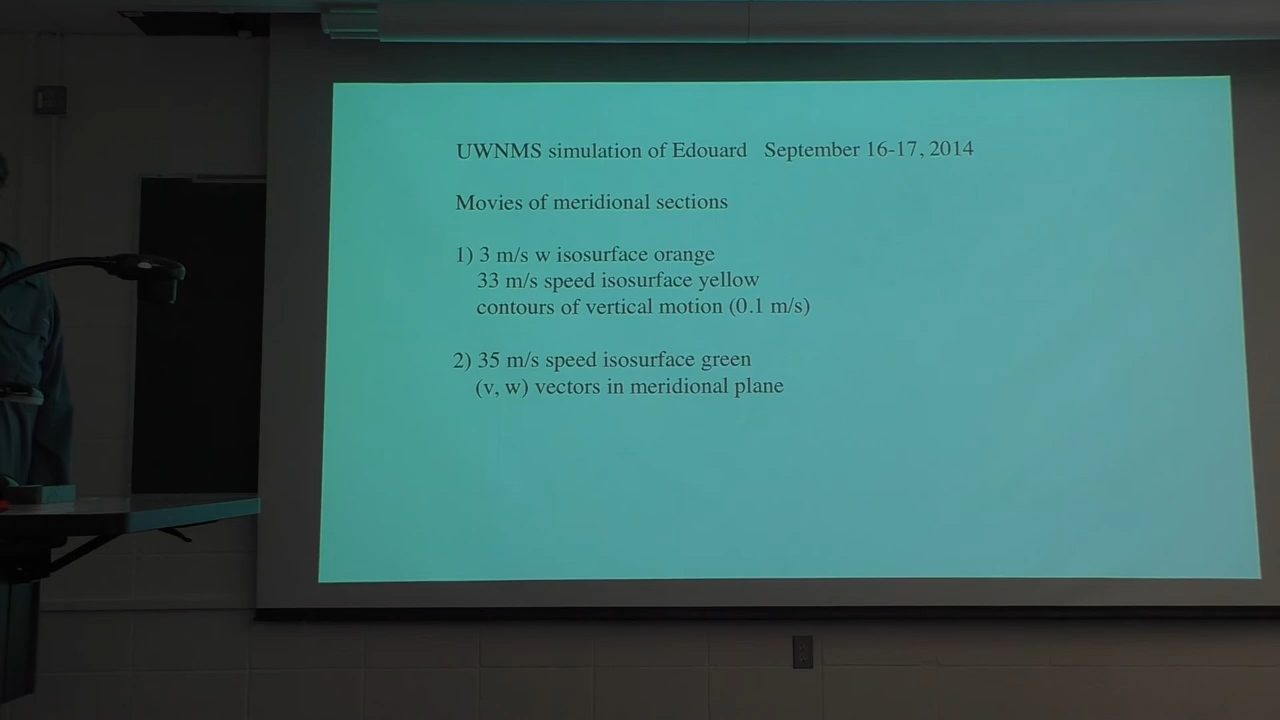 UWNMS simulation of Edouard September 16-17, 2014
Movies of meridional sections
1) 3 m/s w isosurface orange
33 m/s speed isosurface yellow
contours of vertical motion (0.1 m/s)
2) 35 m/s speed isosurface green
(v, w) vectors in meridional plane